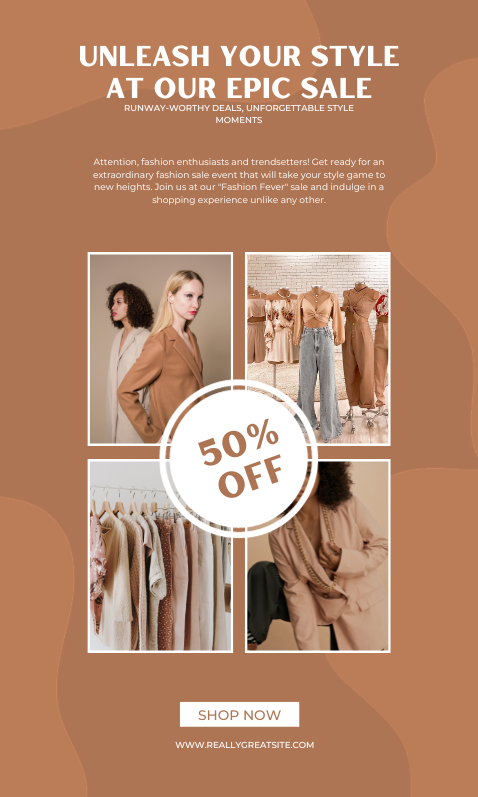 UNLEASH YOUR STYLE
AT OUR EPIC SALE
RUNWAY-WORTHY DEALS, UNFORGETTABLE STYLE
MOMENTS
Attention, fashion enthusiasts and trendsetters! Get ready for an
extraordinary fashion sale event that will take your style game to
new heights. Join us at our "Fashion Fever" sale and indulge in a
shopping experience unlike any other.
50%
OFF
SHOP NOW
WWW.REALLYGREATSITE.COM